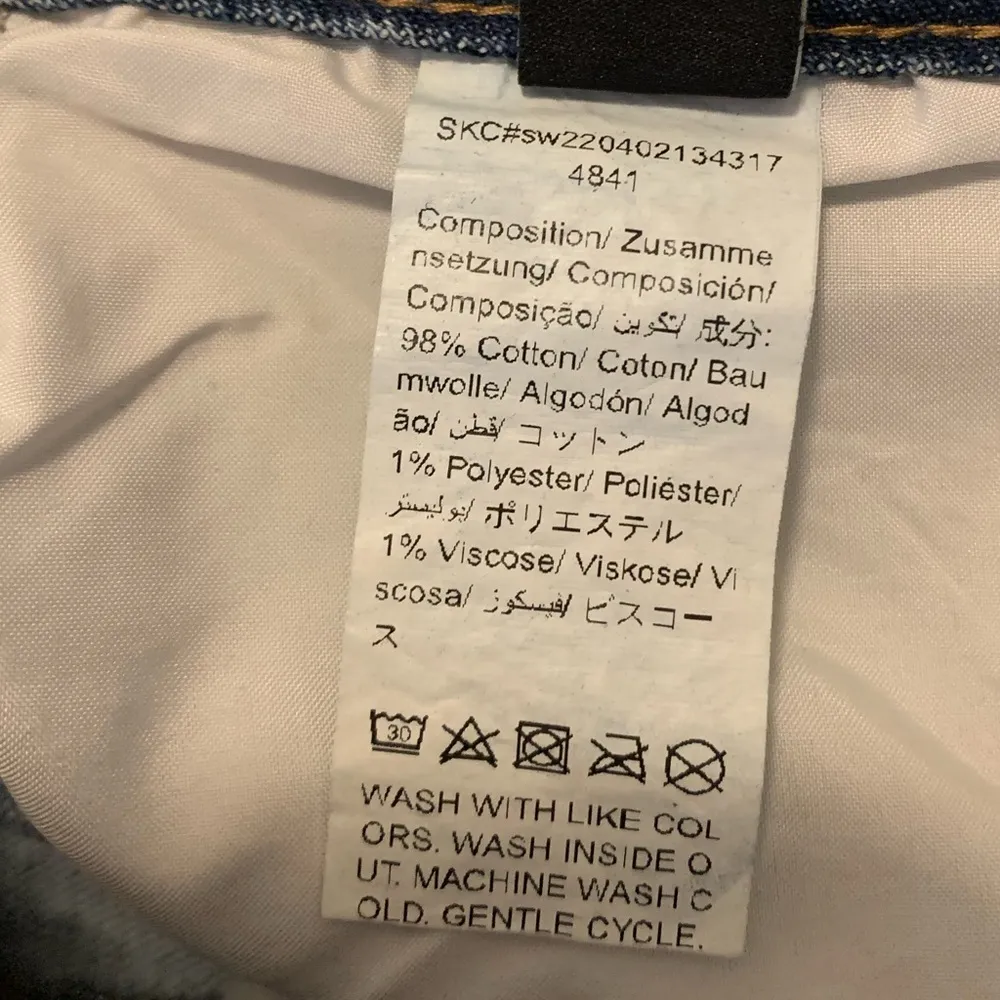 SKC#sw220402134317
4841
Composition/ Zusamme
nsetzung/ Composición/
Composição/ تكوين/ 成分:
98% Cotton/ Coton/ Bau
mwolle/ Algodón/ Algod
ão/ قطن/ コットン
1% Polyester/ Poliéster/
بوليستر/ ポリエステル
1% Viscose/ Viskose/ Vi
scosa/ فيسكوز/ ビスコー
ス
30
WASH WITH LIKE COL
ORS. WASH INSIDE O
UT. MACHINE WASH C
OLD. GENTLE CYCLE.